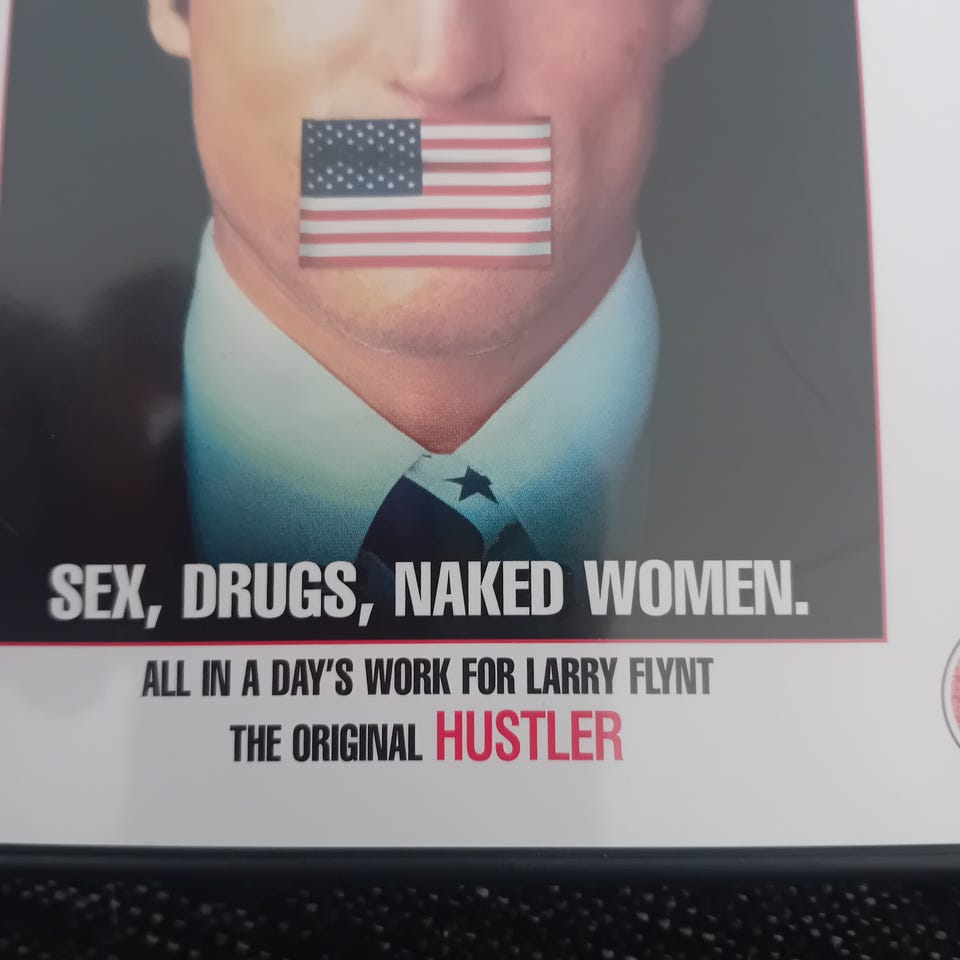 SEX, DRUGS, NAKED WOMEN.
ALL IN A DAY'S WORK FOR LARRY FLYNT
THE ORIGINAL HUSTLER